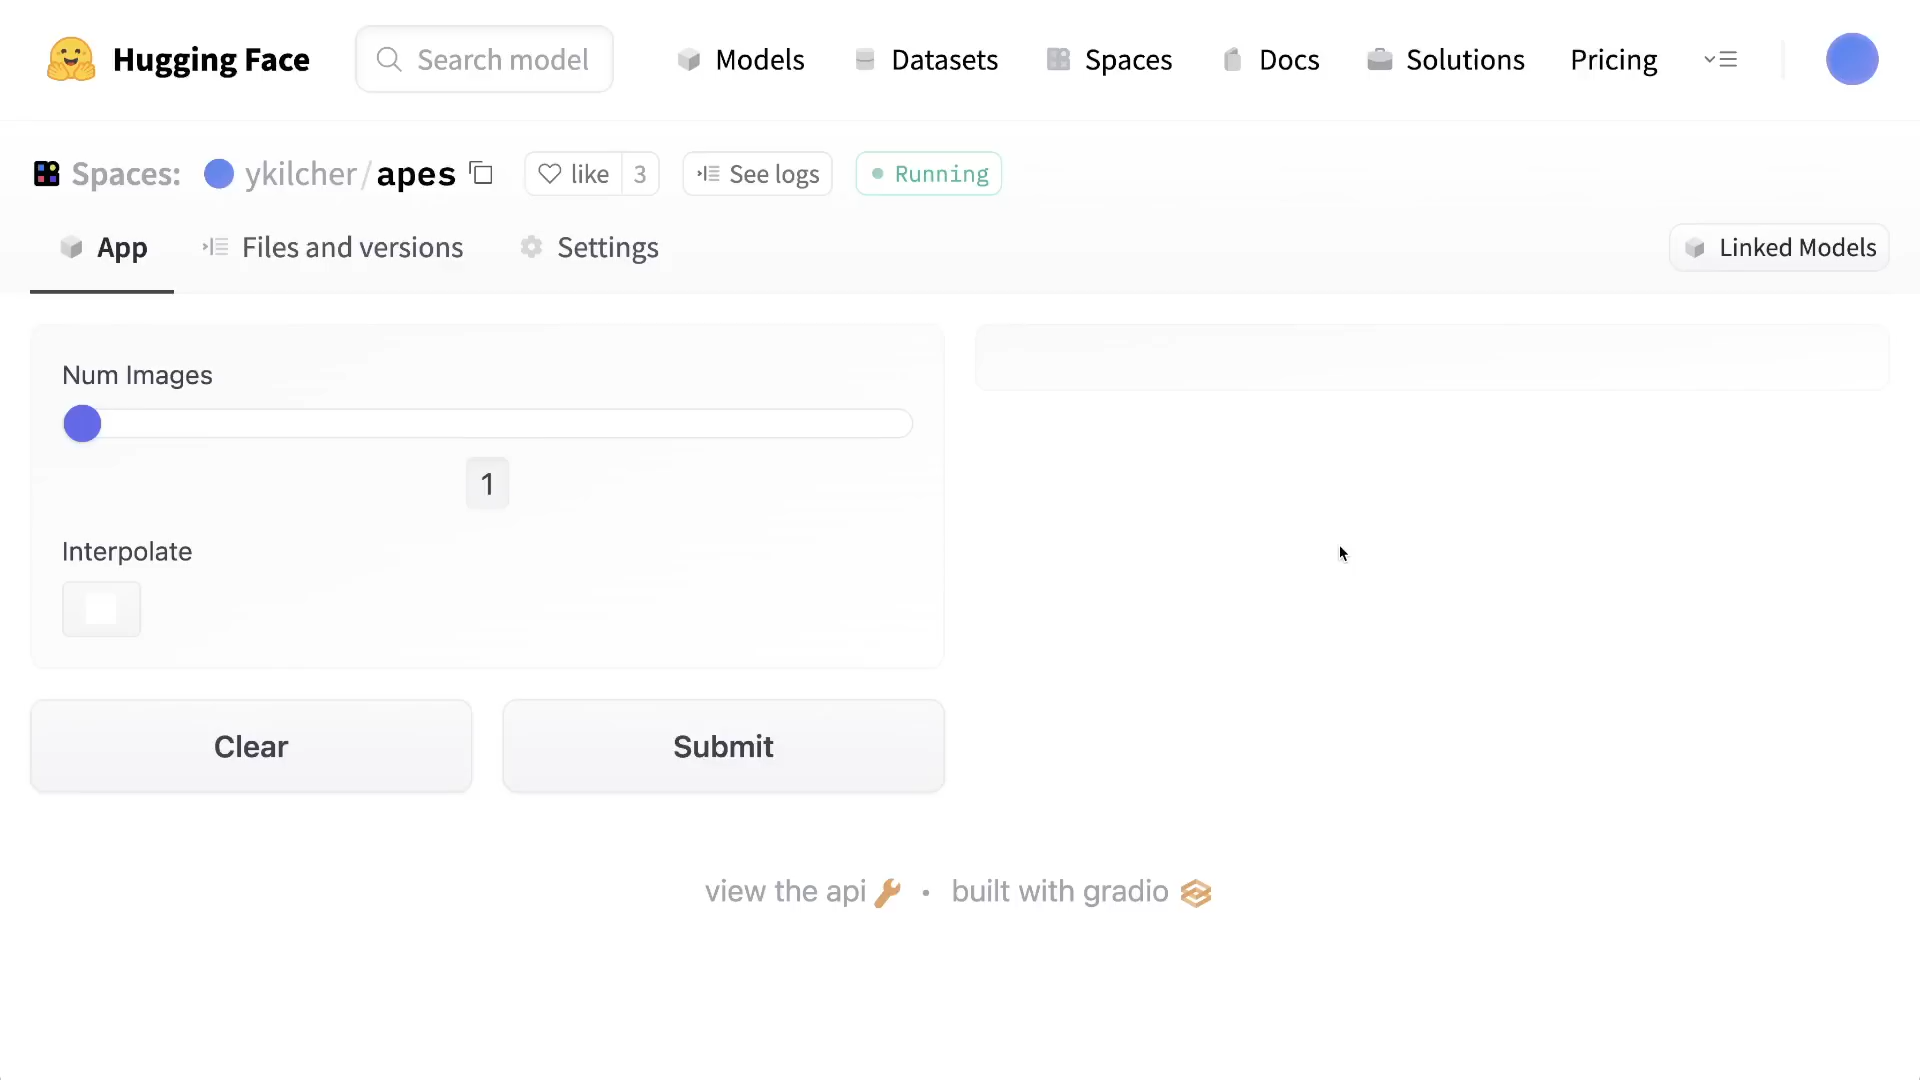 Hugging Face
Search model
Models
Datasets
Spaces
Docs
Solutions
Pricing
Spaces:
ykilcher/apes
like 3
See logs
Running
App
Files and versions
Settings
Linked Models
Num Images
1
Interpolate
Clear
Submit
view the api • built with gradio